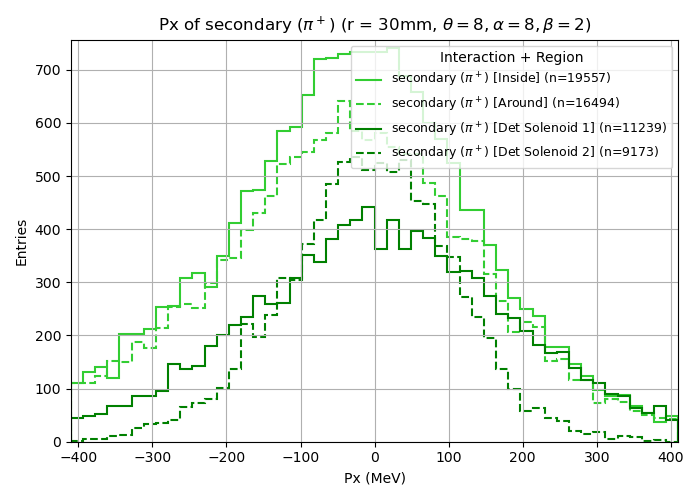 Px of secondary (π⁺) (r = 30mm, θ = 8, α = 8, β = 2)
Interaction + Region
secondary (π⁺) [Inside] (n=19557)
secondary (π⁺) [Around] (n=16494)
secondary (π⁺) [Det Solenoid 1] (n=11239)
secondary (π⁺) [Det Solenoid 2] (n=9173)
Entries
700
600
500
400
300
200
100
0
−400 −300 −200 −100 0 100 200 300 400
Px (MeV)